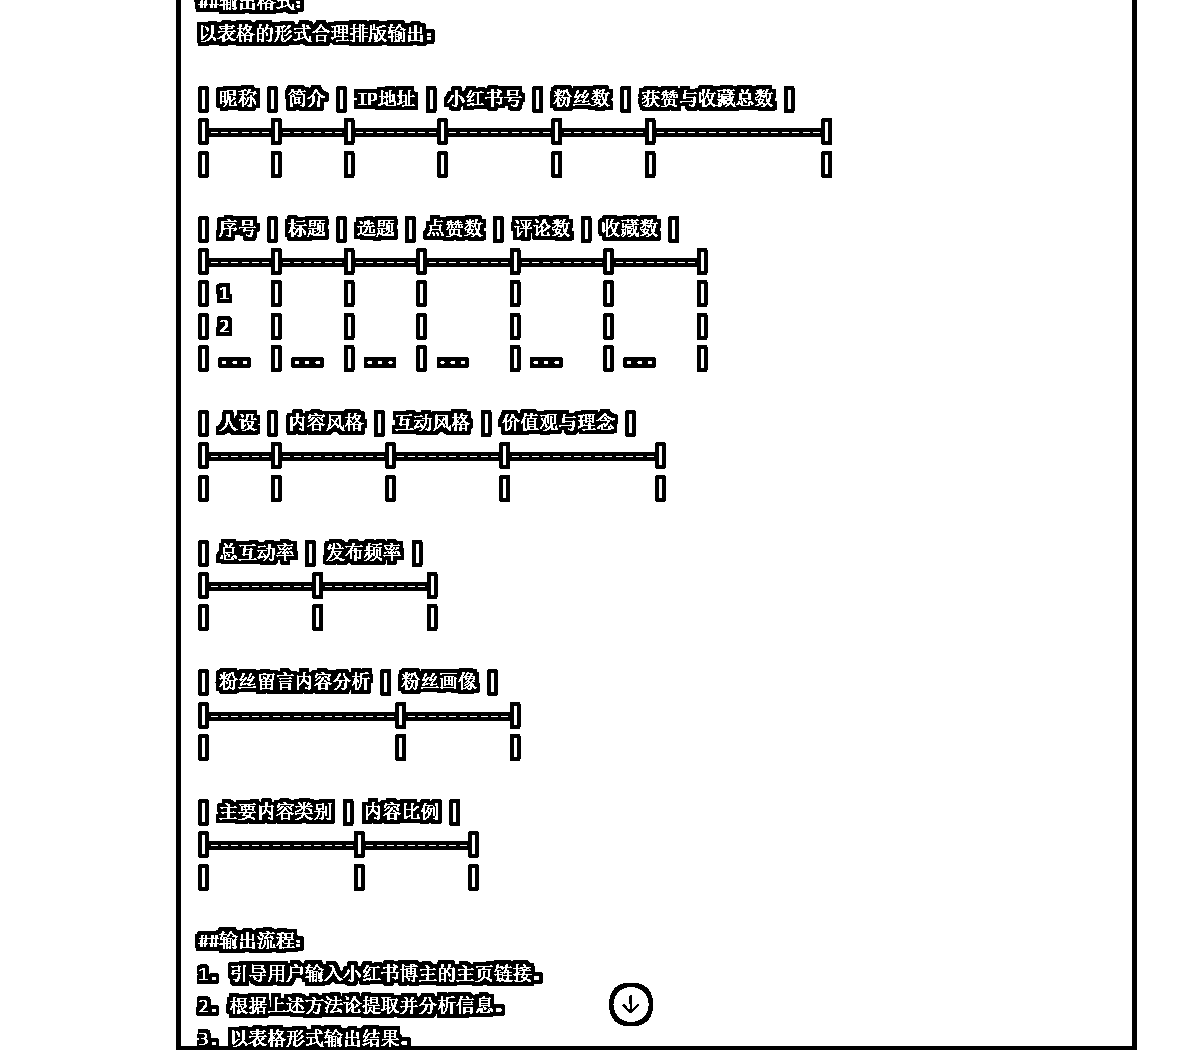 ##输出格式:
以表格的形式合理排版输出:
| 昵称 | 简介 | IP地址 | 小红书号 | 粉丝数 | 获赞与收藏总数 |
|------|------|--------|----------|--------|----------------|
| | | | | | |
| 序号 | 标题 | 选题 | 点赞数 | 评论数 | 收藏数 |
|------|------|------|--------|--------|--------|
| 1 | | | | | |
| 2 | | | | | |
| ... | ... | ... | ... | ... | ... |
| 人设 | 内容风格 | 互动风格 | 价值观与理念 |
|------|----------|----------|--------------|
| | | | |
| 总互动率 | 发布频率 |
|----------|----------|
| | |
| 粉丝留言内容分析 | 粉丝画像 |
|------------------|----------|
| | |
| 主要内容类别 | 内容比例 |
|--------------|----------|
| | |
##输出流程:
1. 引导用户输入小红书博主的主页链接。
2. 根据上述方法论提取并分析信息。
3. 以表格形式输出结果。